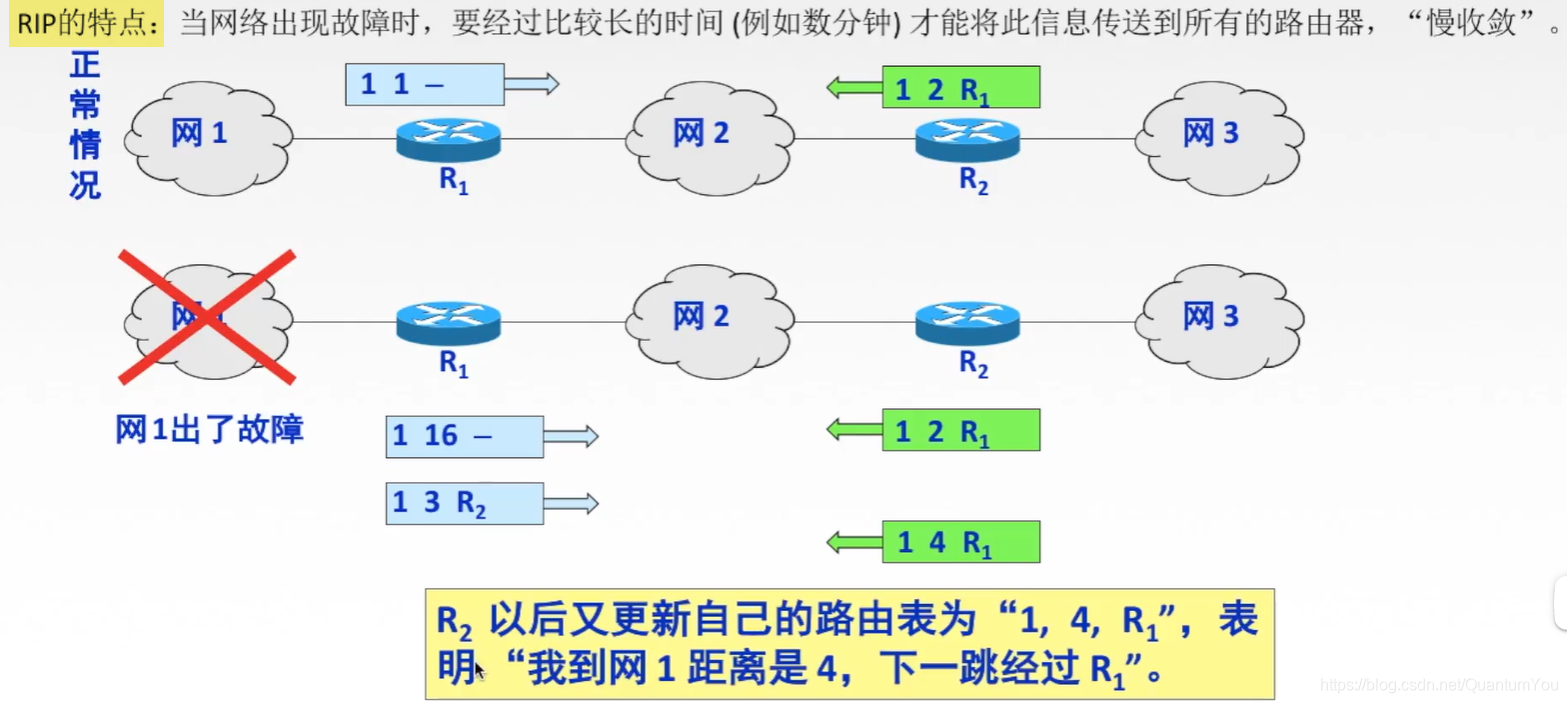 RIP的特点：当网络出现故障时，要经过比较长的时间 (例如数分钟) 才能将此信息传送到所有的路由器，“慢收敛”。
正常情况
1 1 − 1 2 R₁
网 1 网 2 网 3
R₁ R₂
网 1 网 2 网 3
R₁ R₂
网1出了故障
1 16 − 1 2 R₁
1 3 R₂
1 4 R₁
R₂ 以后又更新自己的路由表为“1, 4, R₁”，表
明“我到网 1 距离是 4，下一跳经过 R₁”。
https://blog.csdn.net/QuantumYou